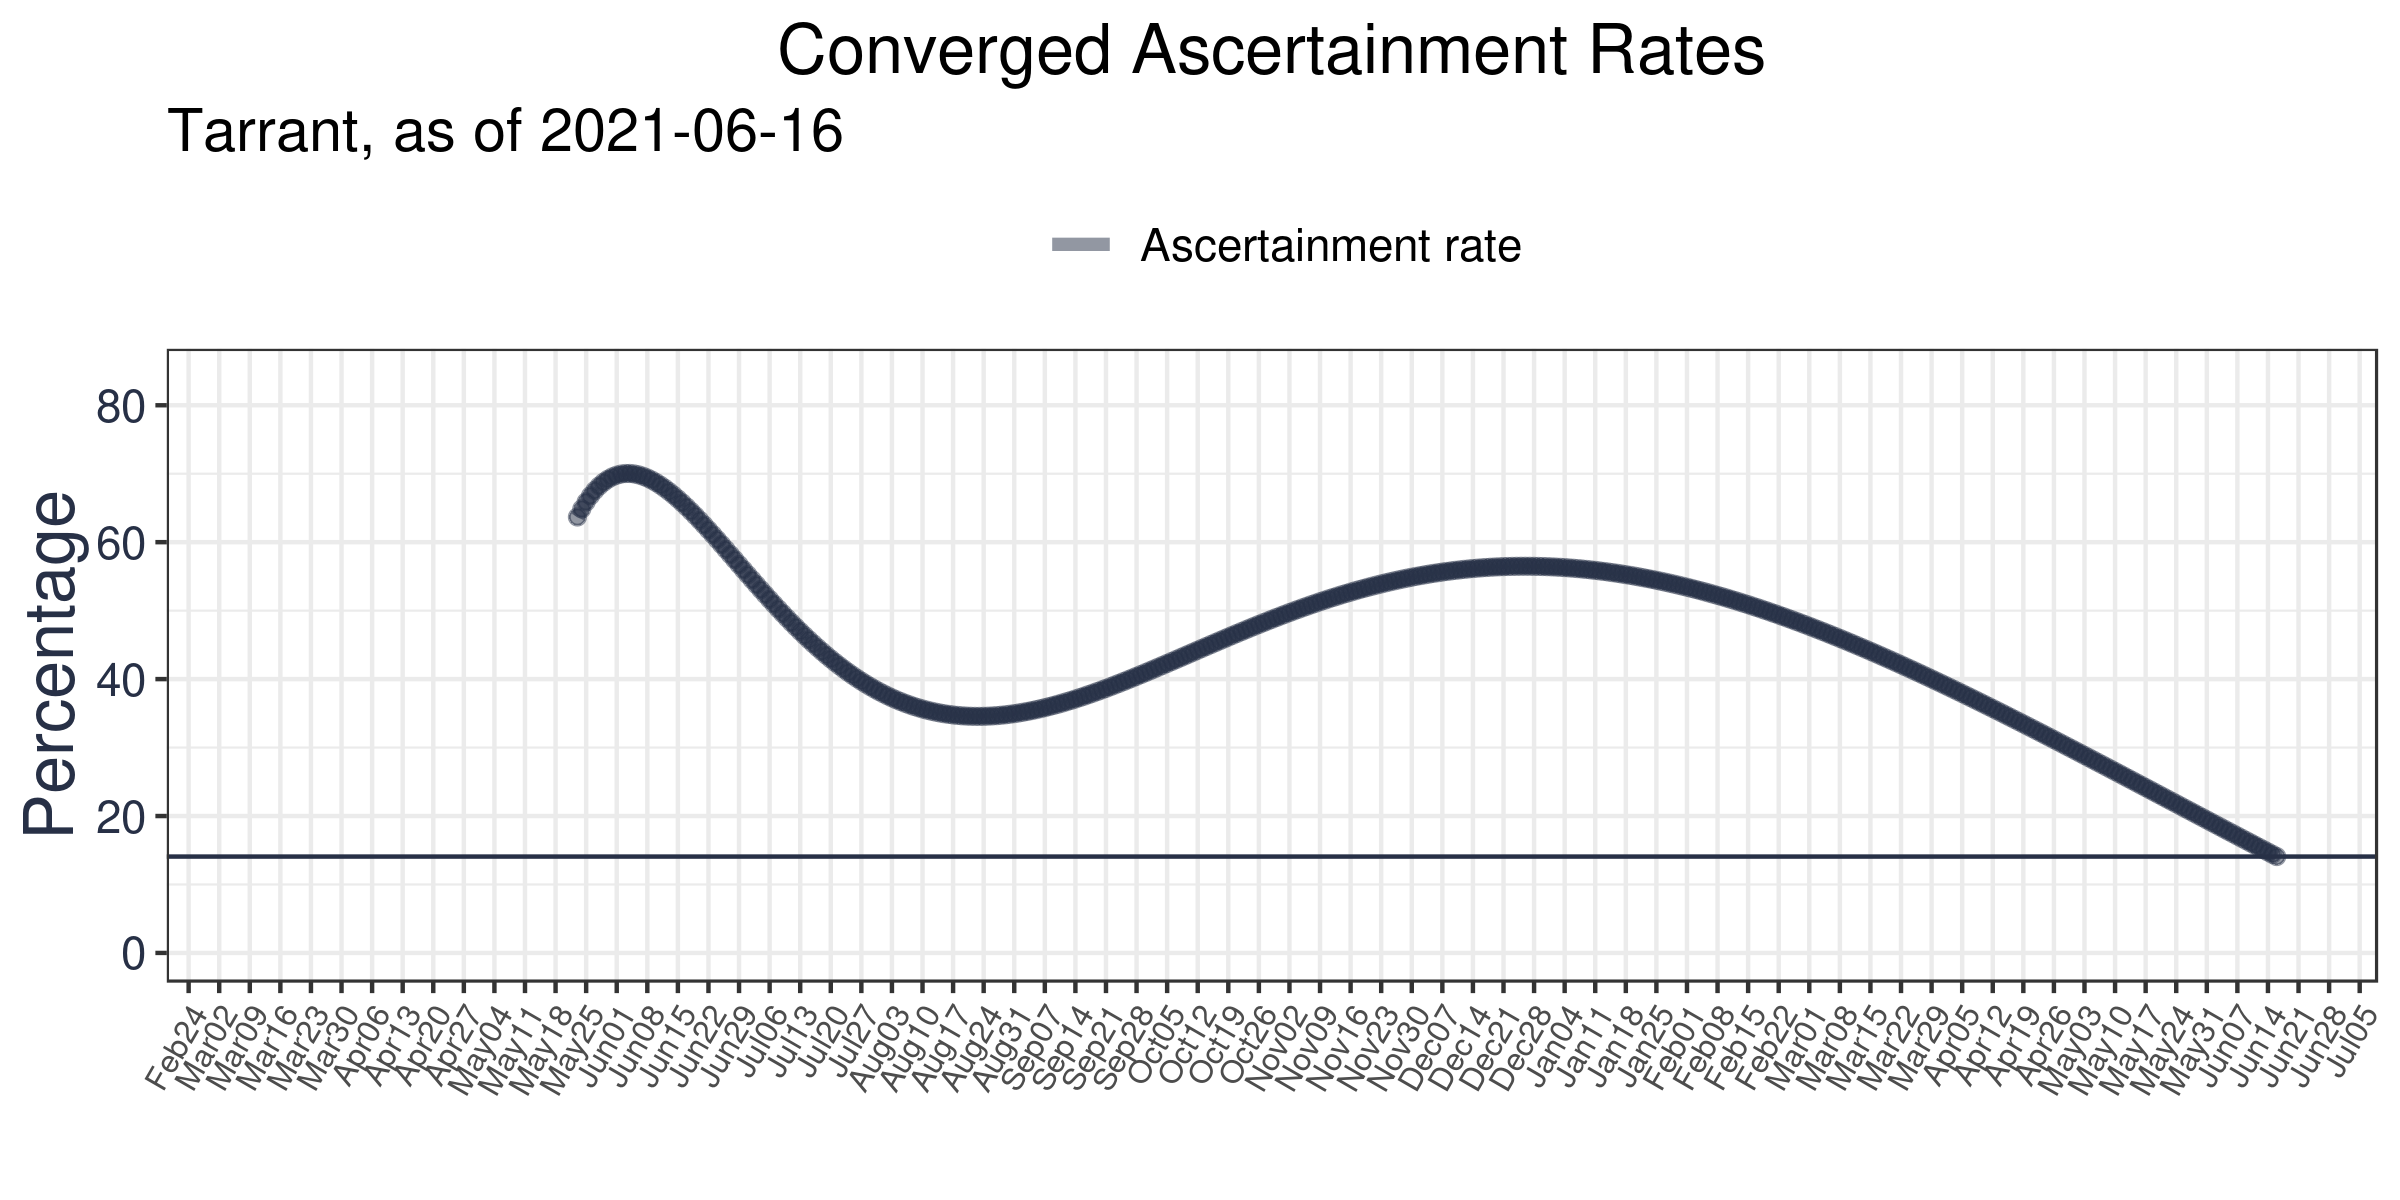 Converged Ascertainment Rates
Tarrant, as of 2021-06-16
Ascertainment rate
Percentage
80
60
40
20
0
Feb24 Mar02 Mar09 Mar16 Mar23 Mar30 Apr06 Apr13 Apr20 Apr27 May04 May11 May18 May25 Jun01 Jun08 Jun15 Jun22 Jun29 Jul06 Jul13 Jul20 Jul27 Aug03 Aug10 Aug17 Aug24 Aug31 Sep07 Sep14 Sep21 Sep28 Oct05 Oct12 Oct19 Oct26 Nov02 Nov09 Nov16 Nov23 Nov30 Dec07 Dec14 Dec21 Dec28 Jan04 Jan11 Jan18 Jan25 Feb01 Feb08 Feb15 Feb22 Mar01 Mar08 Mar15 Mar22 Mar29 Apr05 Apr12 Apr19 Apr26 May03 May10 May17 May24 May31 Jun07 Jun14 Jun21 Jun28 Jul05